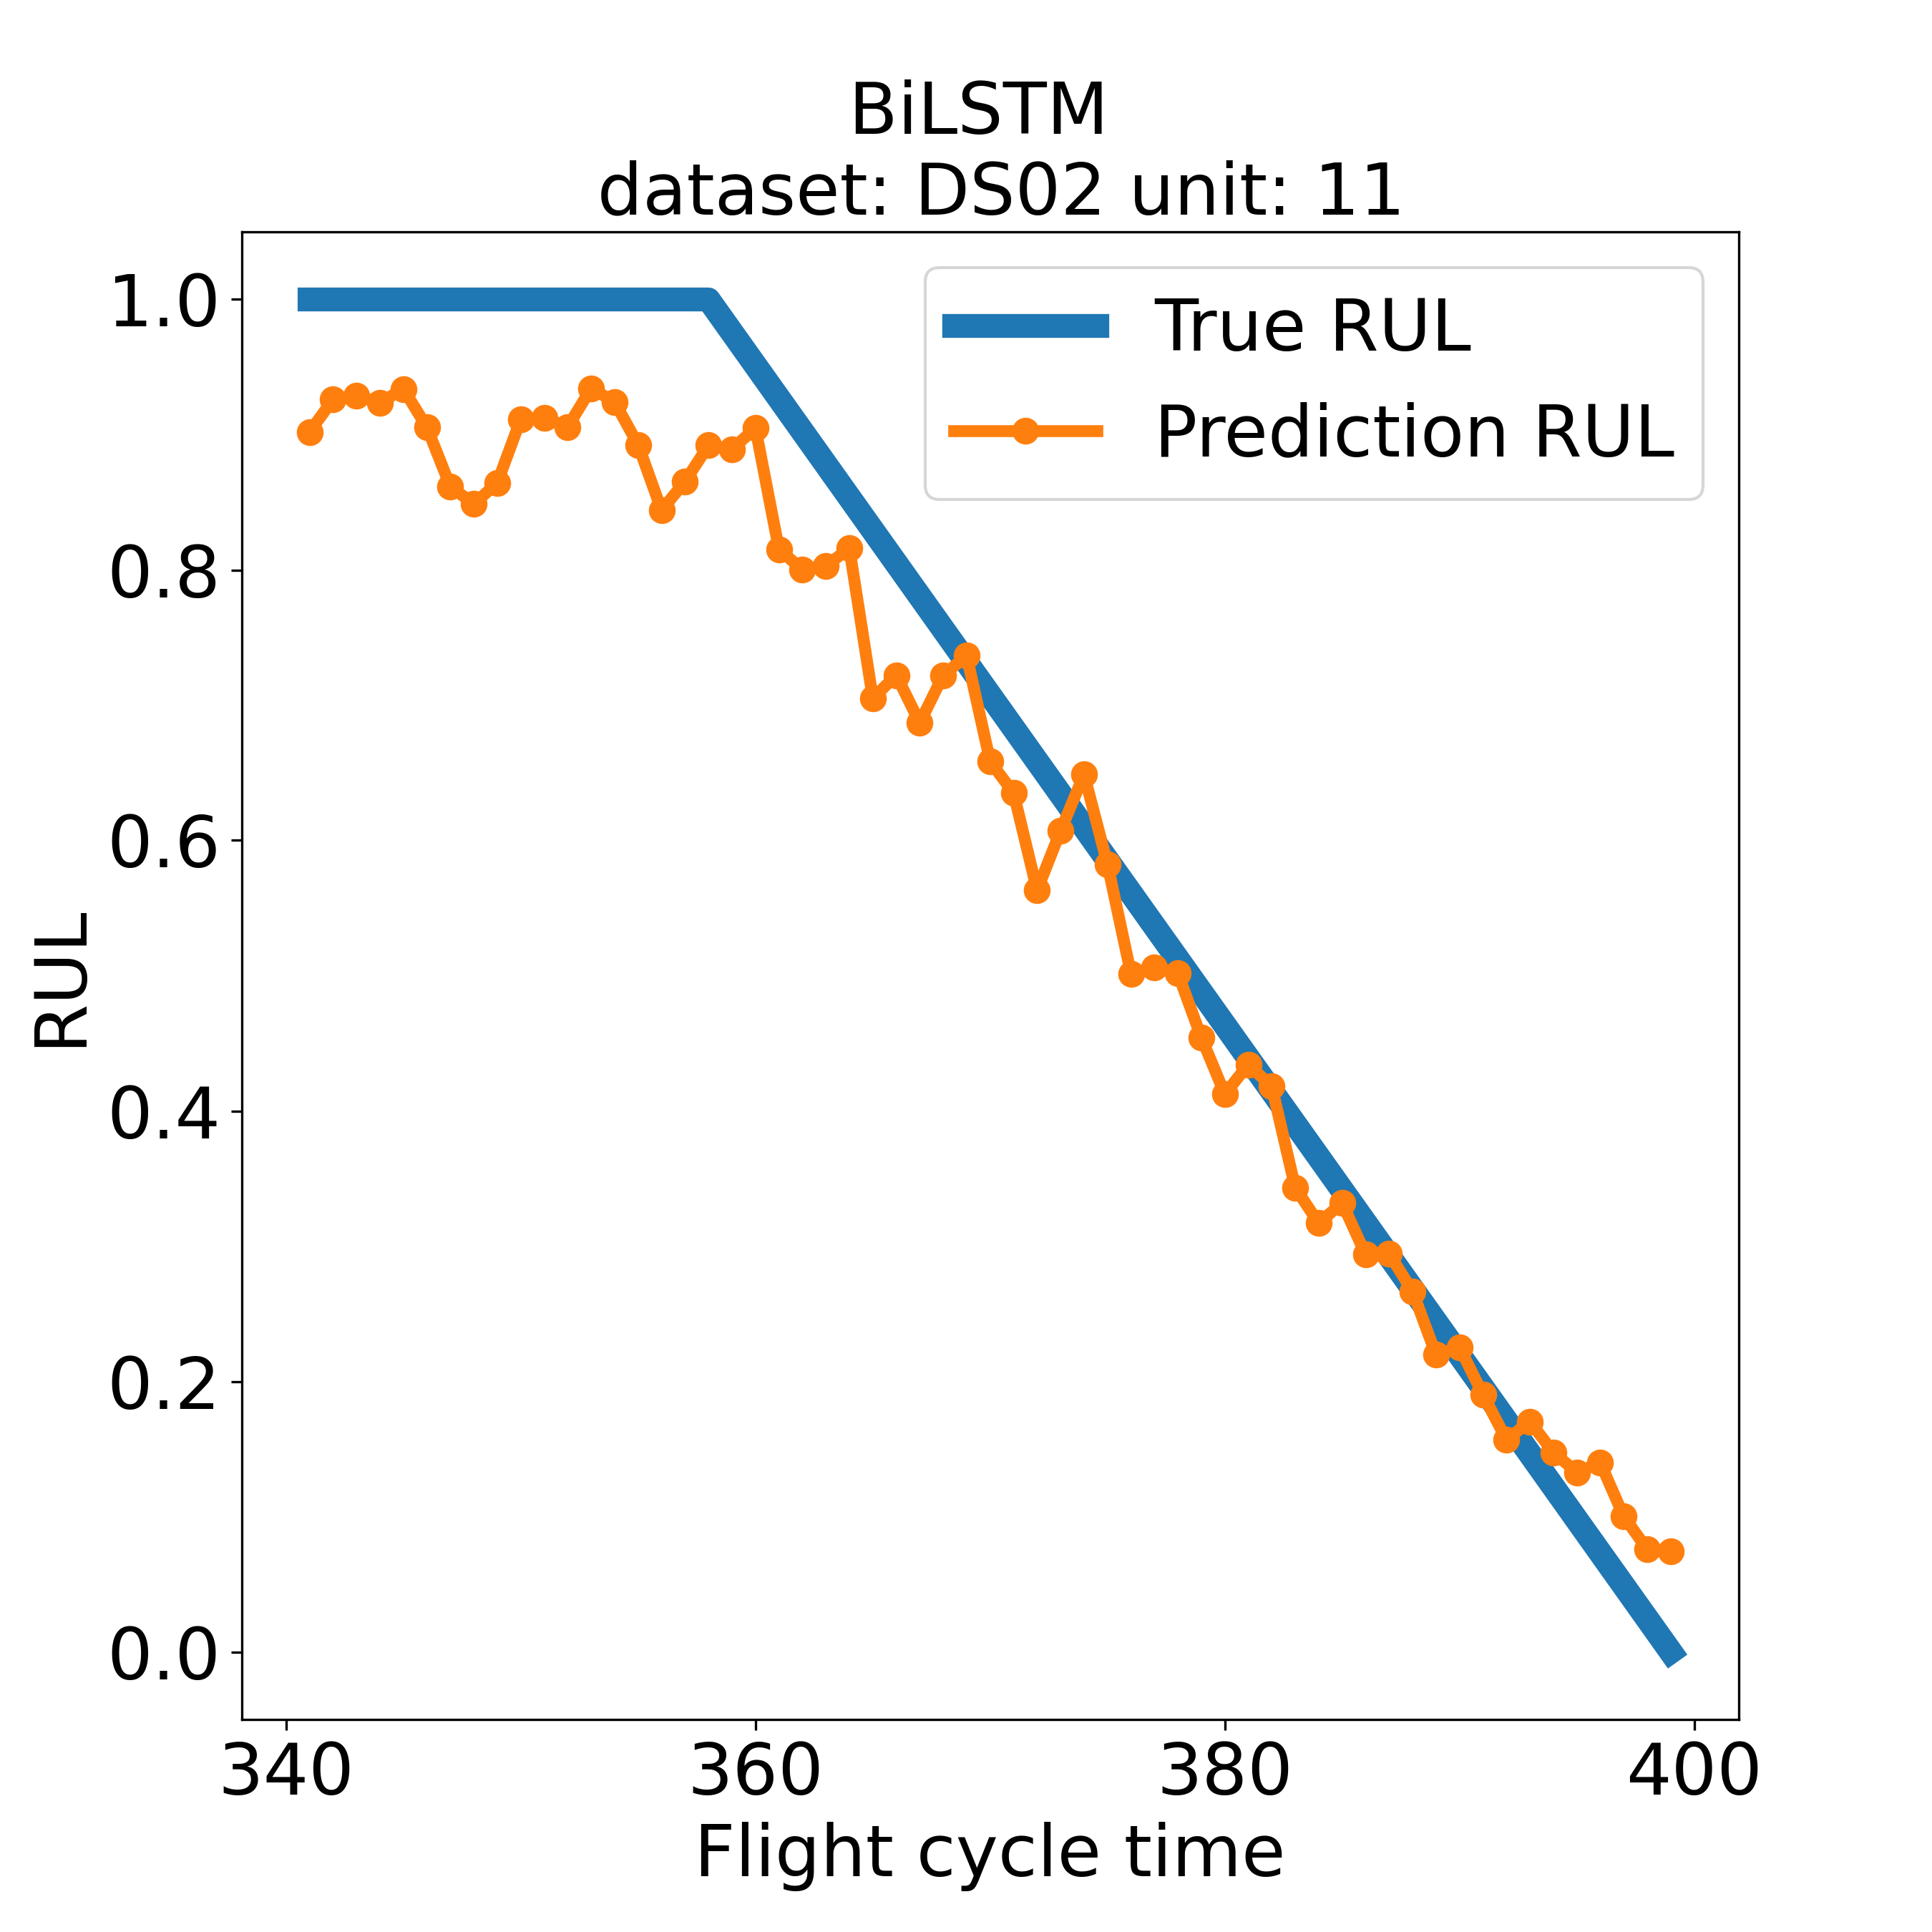 BiLSTM
dataset: DS02 unit: 11
True RUL
Prediction RUL
1.0
0.8
0.6
0.4
0.2
0.0
RUL
340 360 380 400
Flight cycle time